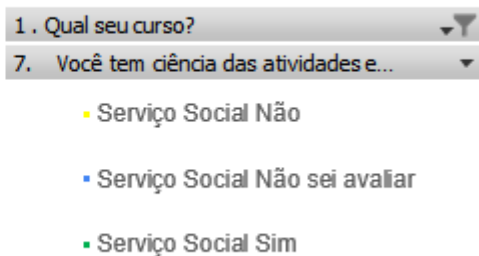 1 . Qual seu curso?
7. Você tem ciência das atividades e...
Serviço Social Não
Serviço Social Não sei avaliar
Serviço Social Sim